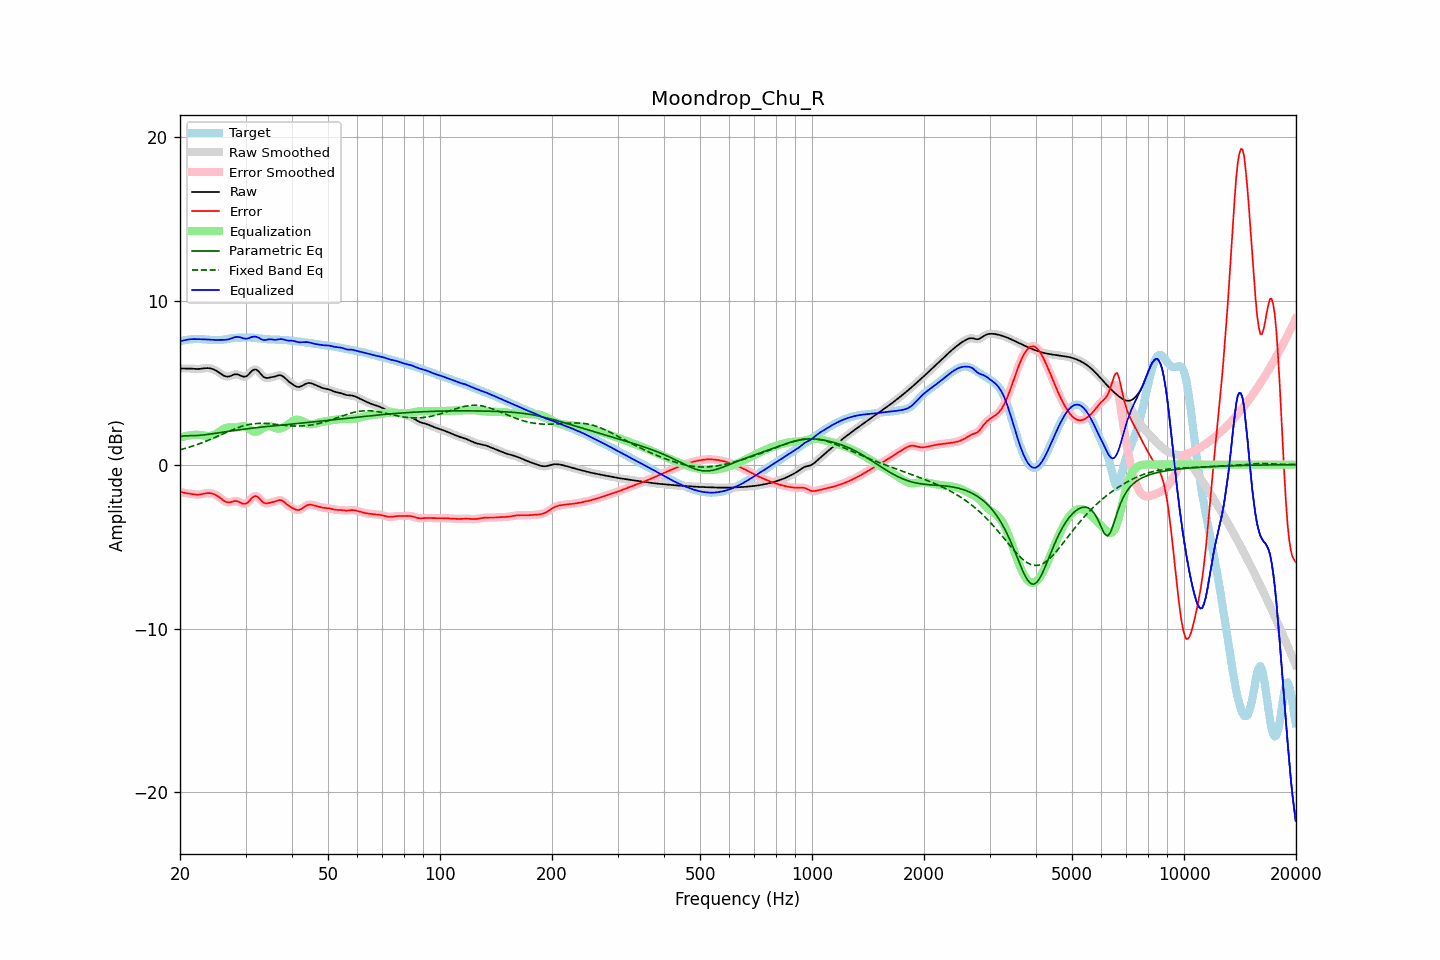 Moondrop_Chu_R
Target
Raw Smoothed
Error Smoothed
Raw
Error
Equalization
Parametric Eq
Fixed Band Eq
Equalized
20
10
0
−10
−20
Amplitude (dBr)
20 50 100 200 500 1000 2000 5000 10000 20000
Frequency (Hz)